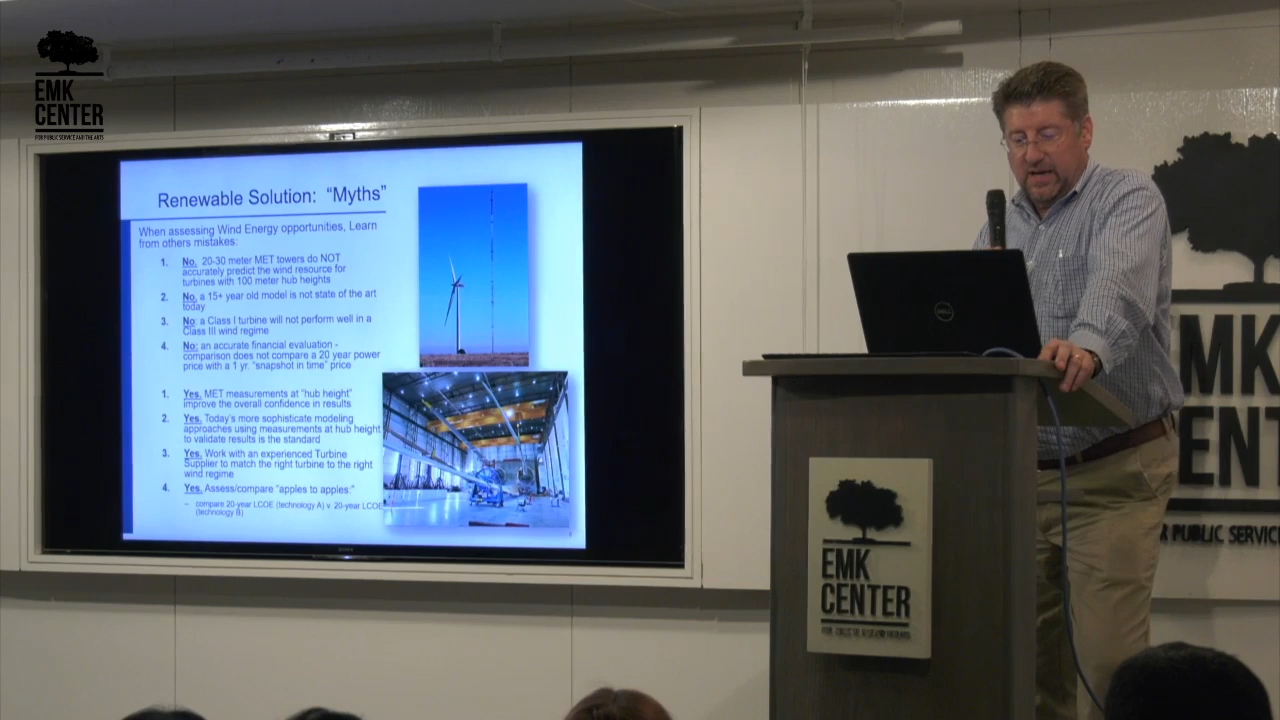 EMK
CENTER
FOR PUBLIC SERVICE AND THE ARTS
Renewable Solution: “Myths”
When assessing Wind Energy opportunities, Learn
from others mistakes:
1. No. 20-30 meter MET towers do NOT
accurately predict the wind resource for
turbines with 100 meter hub heights
2. No, a 15+ year old model is not state of the art
today
3. No: a Class I turbine will not perform well in a
Class III wind regime
4. No: an accurate financial evaluation -
comparison does not compare a 20 year power
price with a 1 yr. “snapshot in time” price
1. Yes. MET measurements at “hub height”
improve the overall confidence in results
2. Yes. Today’s more sophisticate modeling
approaches using measurements at hub height
to validate results is the standard
3. Yes. Work with an experienced Turbine
Supplier to match the right turbine to the right
wind regime
4. Yes. Assess/compare “apples to apples:”
– compare 20-year LCOE (technology A) v. 20-year LCOE
(technology B)
SONY
DELL
EMK
CENTER
MK
ENT
R PUBLIC SERVIC